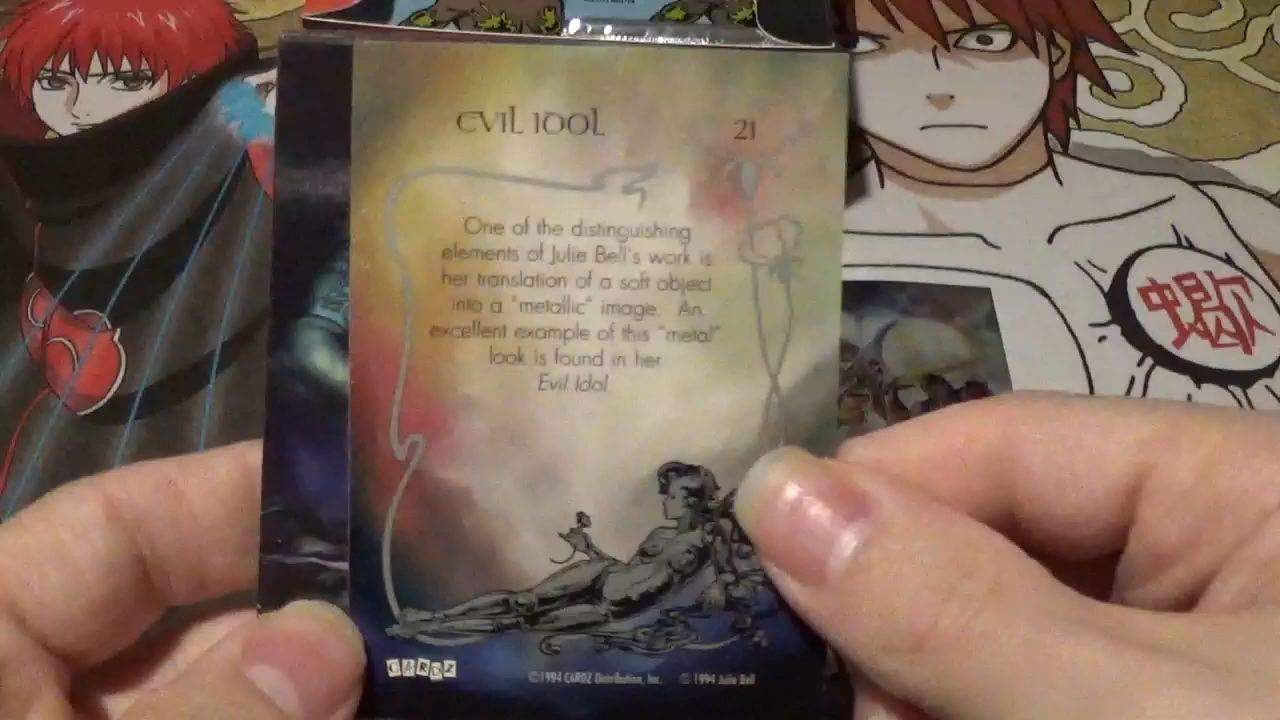 EVIL IDOL
21
One of the distinguishing
elements of Julie Bell's work is
her translation of a soft object
into a "metallic" image. An
excellent example of this "metal"
look is found in her
Evil Idol
蝎
CARDZ
©1994 CARDZ Distribution, Inc. © 1994 Julie Bell